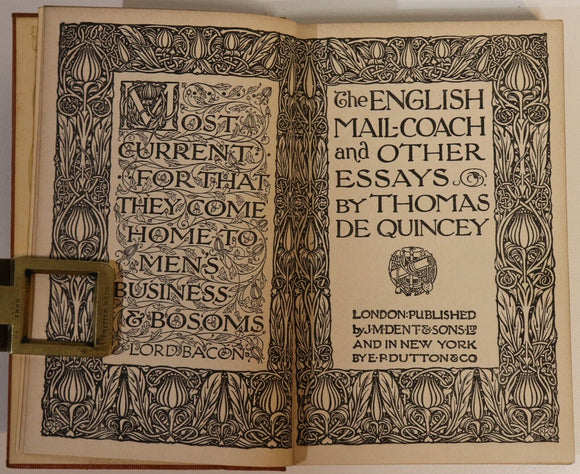 MOST
CURRENT
FOR THAT
THEY COME
HOME TO
MEN'S
BUSINESS
& BOSOMS
LORD BACON
The ENGLISH
MAIL-COACH
and OTHER
ESSAYS
BY THOMAS
DE QUINCEY
LONDON: PUBLISHED
by J.M.DENT & SONS LTD
AND IN NEW YORK
BY E.P.DUTTON & CO